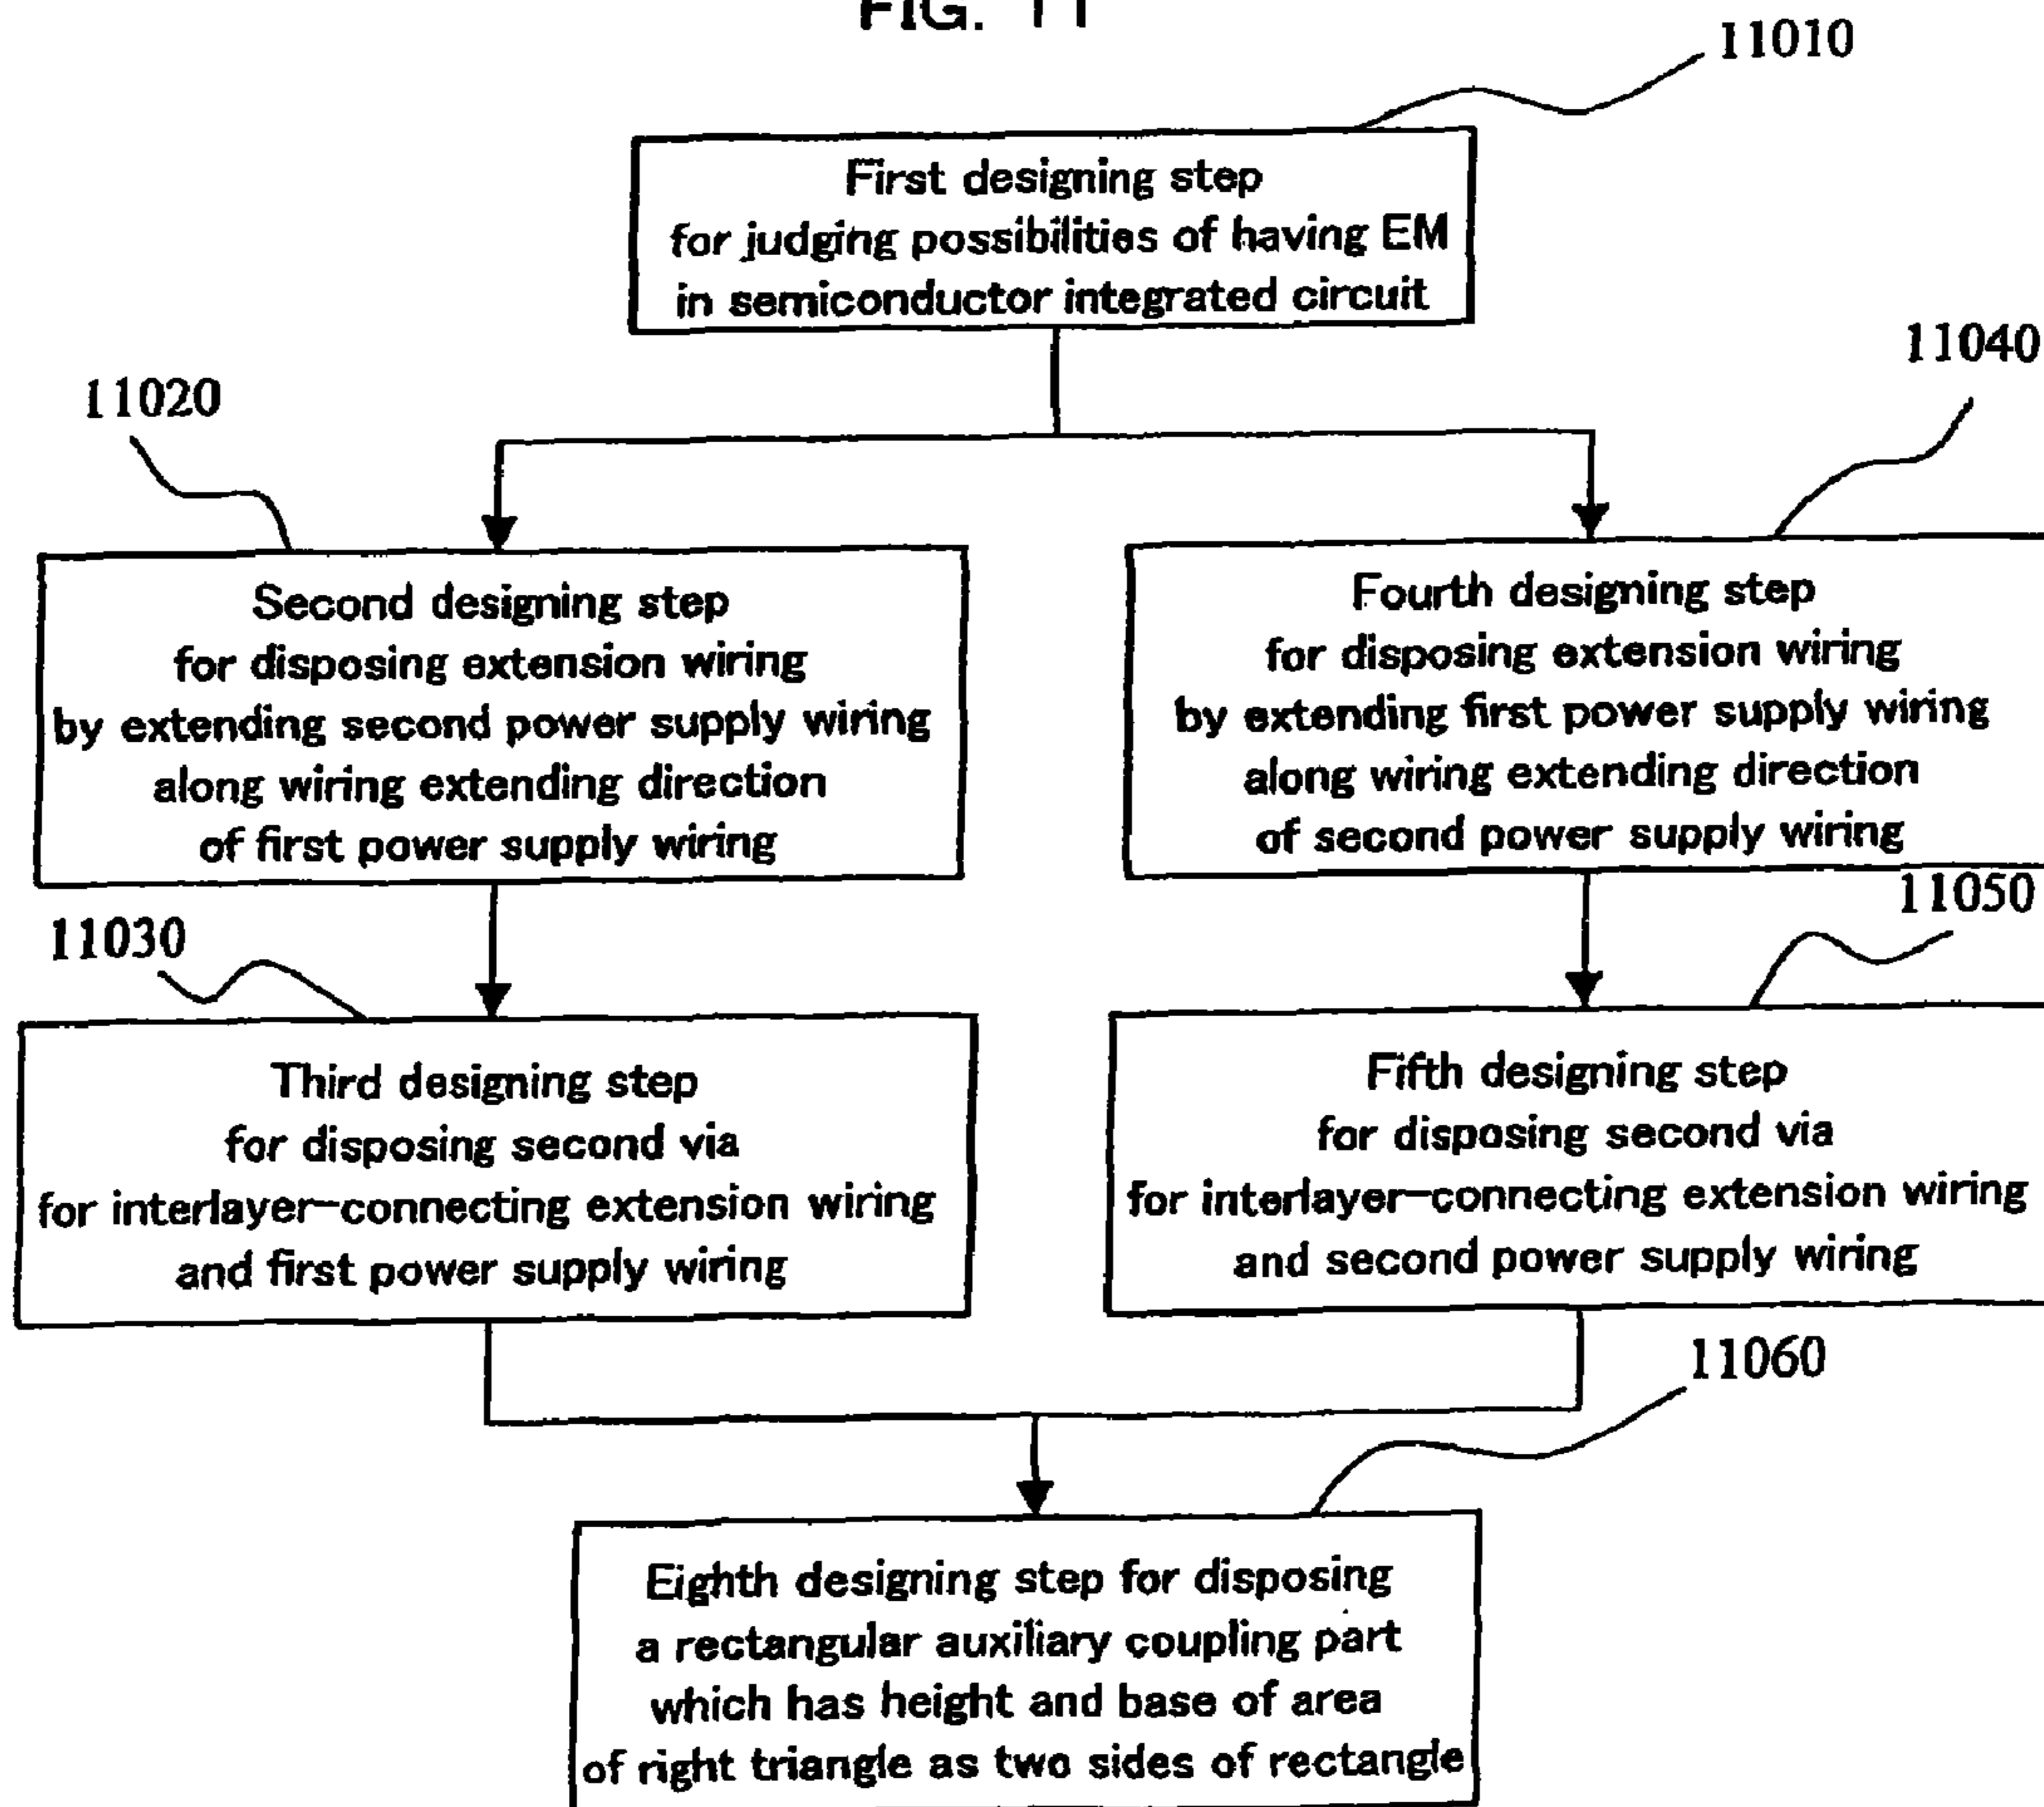 FIG. 11
11010
First designing step
for judging possibilities of having EM
in semiconductor integrated circuit
11020
11040
Second designing step
for disposing extension wiring
by extending second power supply wiring
along wiring extending direction
of first power supply wiring
Fourth designing step
for disposing extension wiring
by extending first power supply wiring
along wiring extending direction
of second power supply wiring
11030
11050
Third designing step
for disposing second via
for interlayer-connecting extension wiring
and first power supply wiring
Fifth designing step
for disposing second via
for interlayer-connecting extension wiring
and second power supply wiring
11060
Eighth designing step for disposing
a rectangular auxiliary coupling part
which has height and base of area
of right triangle as two sides of rectangle